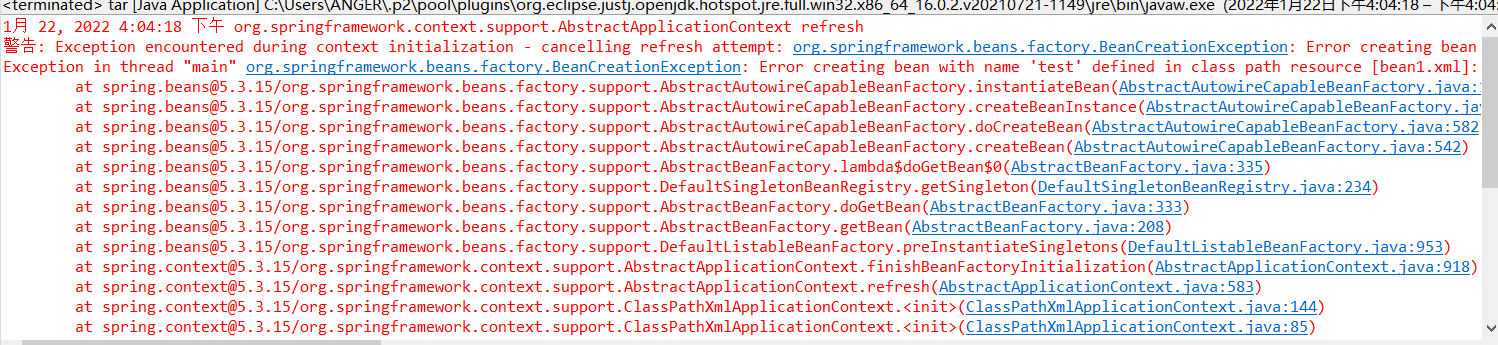 <terminated> tar [Java Application] C:\Users\ANGER\.p2\pool\plugins\org.eclipse.justj.openjdk.hotspot.jre.full.win32.x86_64_16.0.2.v20210721-1149\jre\bin\javaw.exe (2022年1月22日下午4:04:18 – 下午4:04:
1月 22, 2022 4:04:18 下午 org.springframework.context.support.AbstractApplicationContext refresh
警告: Exception encountered during context initialization - cancelling refresh attempt: org.springframework.beans.factory.BeanCreationException: Error creating bean
Exception in thread "main" org.springframework.beans.factory.BeanCreationException: Error creating bean with name 'test' defined in class path resource [bean1.xml]:
at spring.beans@5.3.15/org.springframework.beans.factory.support.AbstractAutowireCapableBeanFactory.instantiateBean(AbstractAutowireCapableBeanFactory.java:
at spring.beans@5.3.15/org.springframework.beans.factory.support.AbstractAutowireCapableBeanFactory.createBeanInstance(AbstractAutowireCapableBeanFactory.jav
at spring.beans@5.3.15/org.springframework.beans.factory.support.AbstractAutowireCapableBeanFactory.doCreateBean(AbstractAutowireCapableBeanFactory.java:582
at spring.beans@5.3.15/org.springframework.beans.factory.support.AbstractAutowireCapableBeanFactory.createBean(AbstractAutowireCapableBeanFactory.java:542)
at spring.beans@5.3.15/org.springframework.beans.factory.support.AbstractBeanFactory.lambda$doGetBean$0(AbstractBeanFactory.java:335)
at spring.beans@5.3.15/org.springframework.beans.factory.support.DefaultSingletonBeanRegistry.getSingleton(DefaultSingletonBeanRegistry.java:234)
at spring.beans@5.3.15/org.springframework.beans.factory.support.AbstractBeanFactory.doGetBean(AbstractBeanFactory.java:333)
at spring.beans@5.3.15/org.springframework.beans.factory.support.AbstractBeanFactory.getBean(AbstractBeanFactory.java:208)
at spring.beans@5.3.15/org.springframework.beans.factory.support.DefaultListableBeanFactory.preInstantiateSingletons(DefaultListableBeanFactory.java:953)
at spring.context@5.3.15/org.springframework.context.support.AbstractApplicationContext.finishBeanFactoryInitialization(AbstractApplicationContext.java:918)
at spring.context@5.3.15/org.springframework.context.support.AbstractApplicationContext.refresh(AbstractApplicationContext.java:583)
at spring.context@5.3.15/org.springframework.context.support.ClassPathXmlApplicationContext.<init>(ClassPathXmlApplicationContext.java:144)
at spring.context@5.3.15/org.springframework.context.support.ClassPathXmlApplicationContext.<init>(ClassPathXmlApplicationContext.java:85)